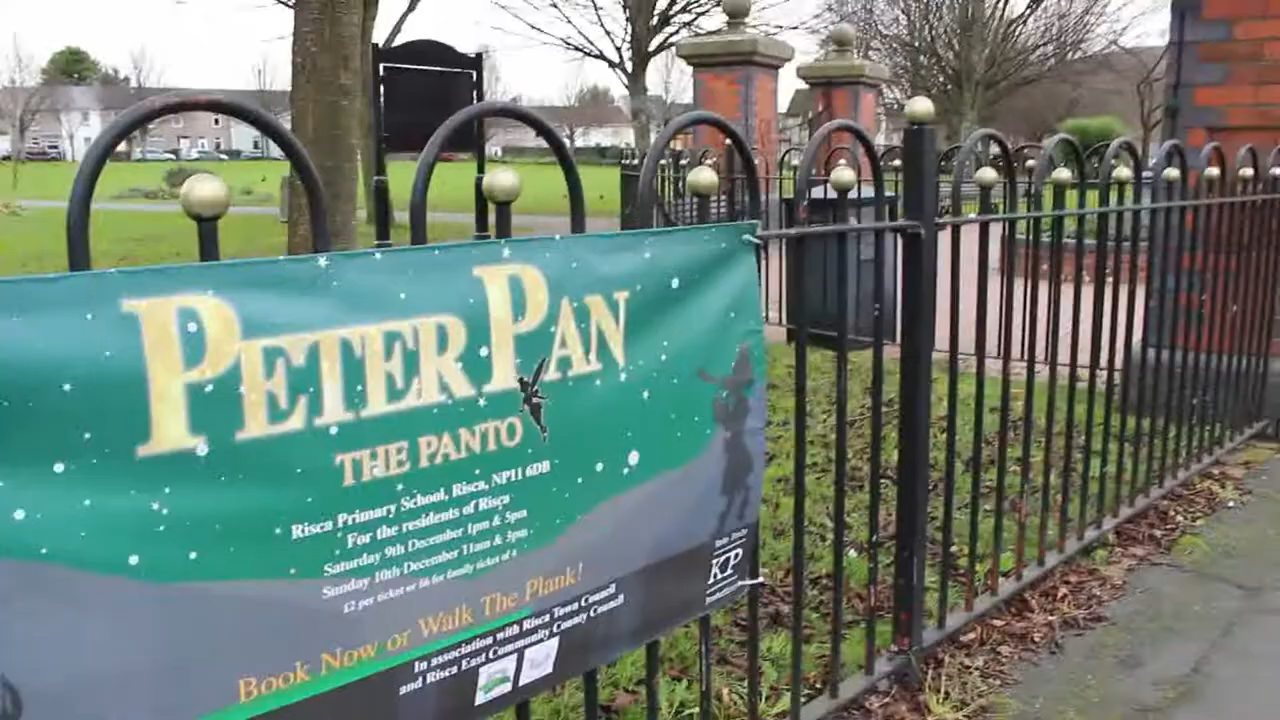 PETER PAN
THE PANTO
Risca Primary School, Risca, NP11 6DB
For the residents of Risca
Saturday 9th December 1pm & 5pm
Sunday 10th December 11am & 3pm
£2 per ticket or £6 for family ticket of 4
Book Now or Walk The Plank!
In association with Risca Town Council
and Risca East Community County Council
KP